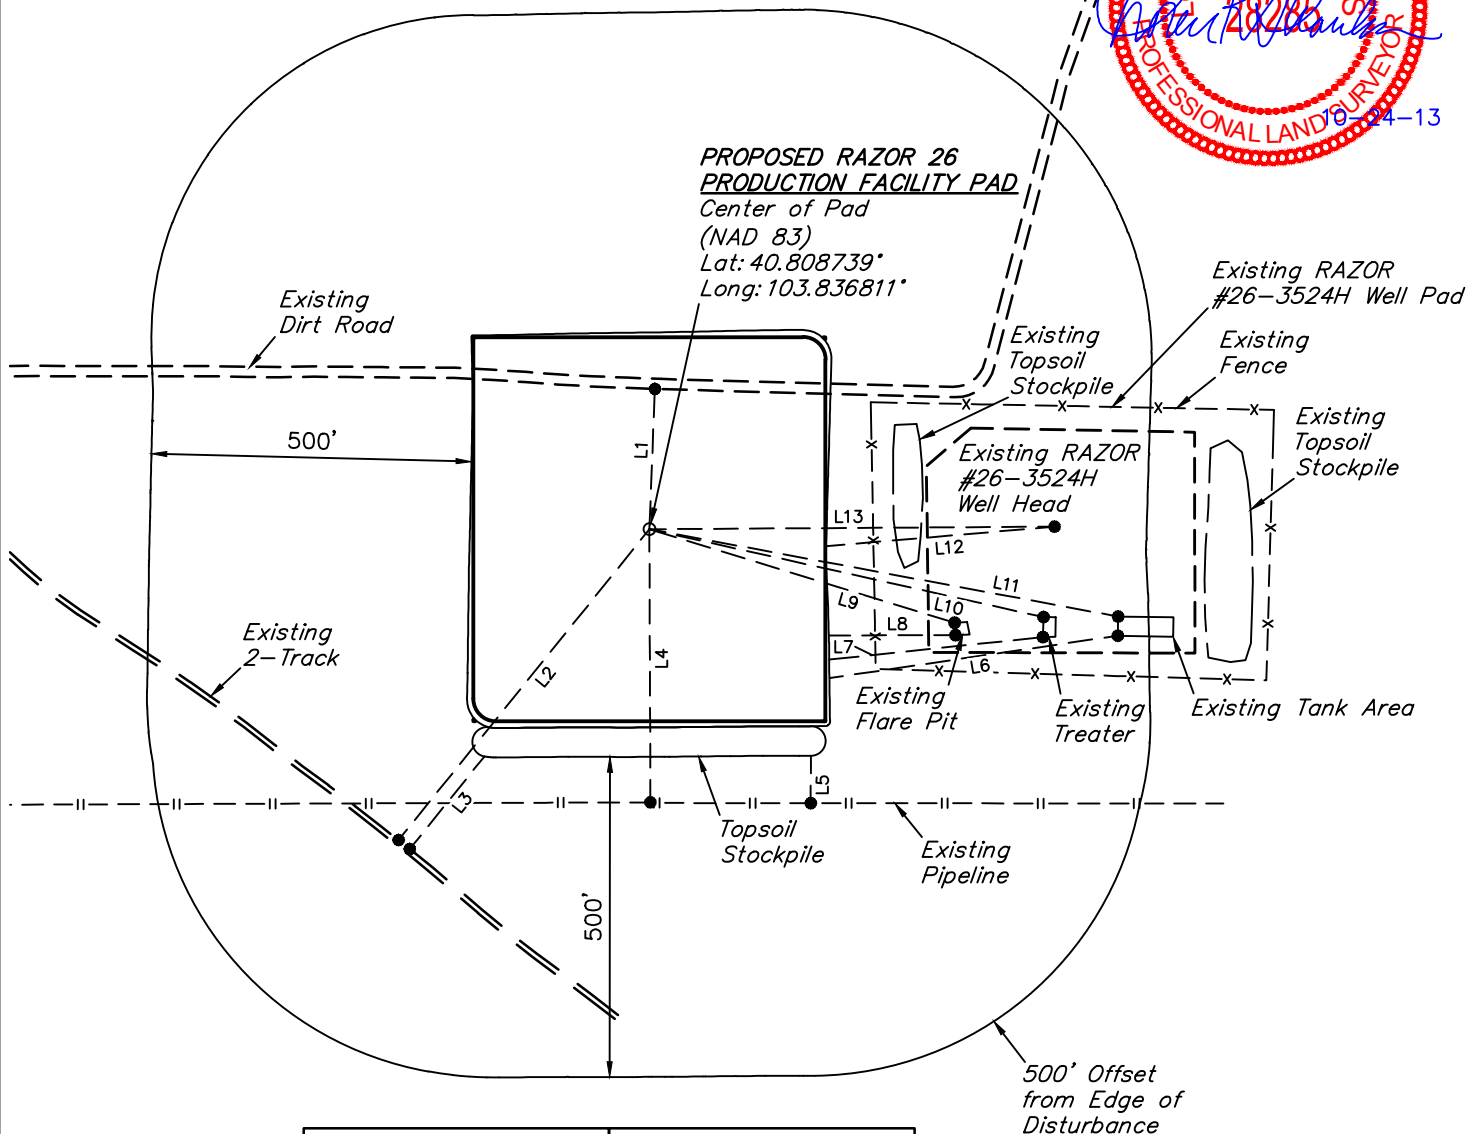 28285
PROFESSIONAL LAND SURVEYOR
10-24-13
PROPOSED RAZOR 26
PRODUCTION FACILITY PAD
Center of Pad
(NAD 83)
Lat: 40.808739°
Long: 103.836811°
Existing
Dirt Road
Existing RAZOR
#26-3524H Well Pad
Existing
Topsoil
Stockpile
Existing
Fence
Existing
Topsoil
Stockpile
500'
L1
Existing RAZOR
#26-3524H
Well Head
L13
L12
L11
L9
L10
L8
L7
L6
L2
L4
Existing
2-Track
Existing
Flare Pit
Existing
Treater
Existing Tank Area
L3
L5
Topsoil
Stockpile
Existing
Pipeline
500'
500' Offset
from Edge of
Disturbance